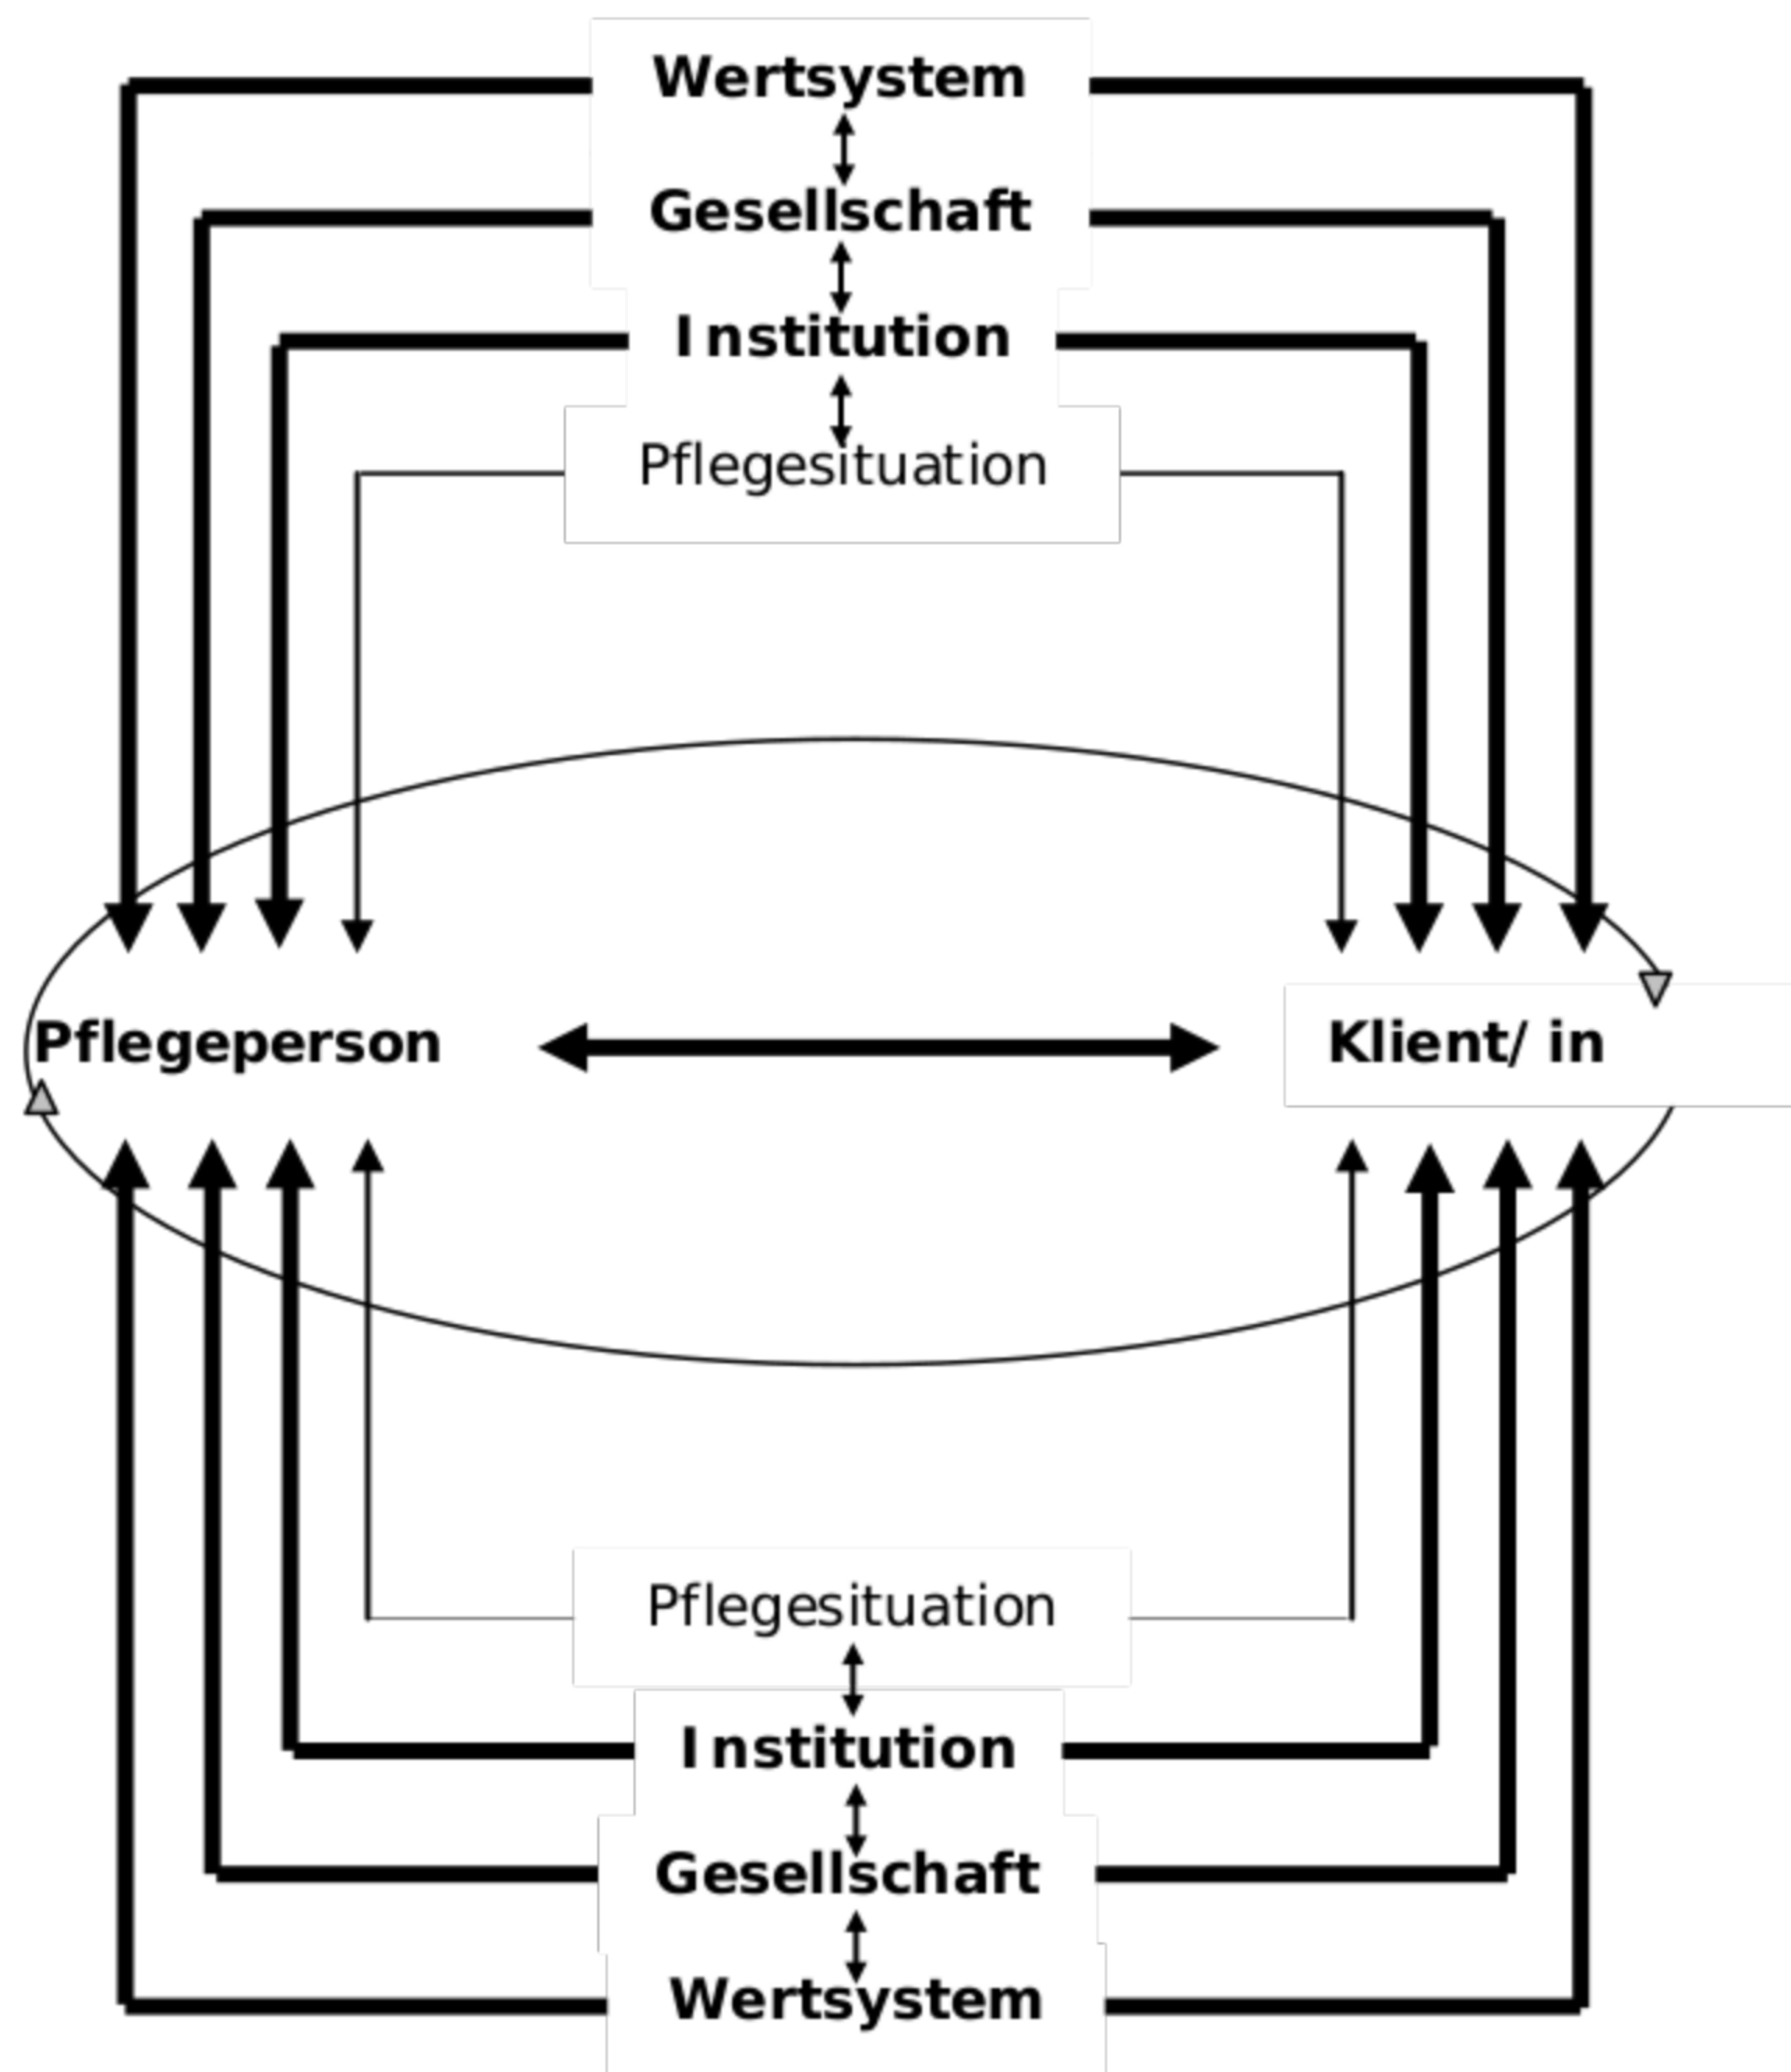 Wertsystem
Gesellschaft
Institution
Pflegesituation
Pflegeperson
Klient/ in
Pflegesituation
Institution
Gesellschaft
Wertsystem